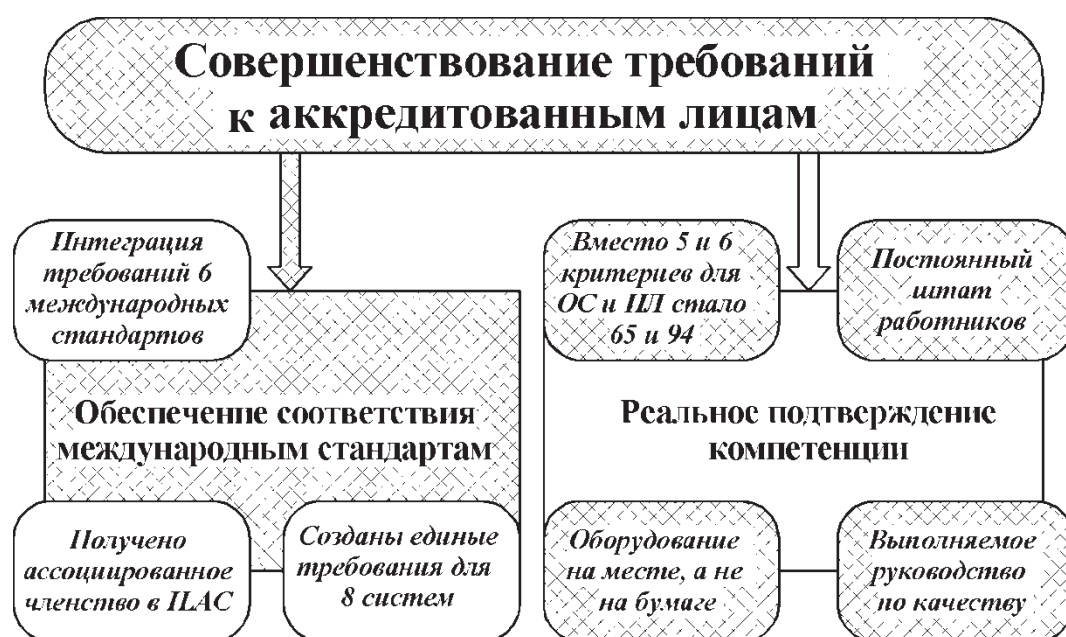 Совершенствование требований
к аккредитованным лицам
Интеграция
требований 6
международных
стандартов
Обеспечение соответствия
международным стандартам
Получено
ассоциированное
членство в ILAC
Созданы единые
требования для
8 систем
Вместо 5 и 6
критериев для
ОС и ИЛ стало
65 и 94
Постоянный
штат
работников
Реальное подтверждение
компетенции
Оборудование
на месте, а не
на бумаге
Выполняемое
руководство
по качеству